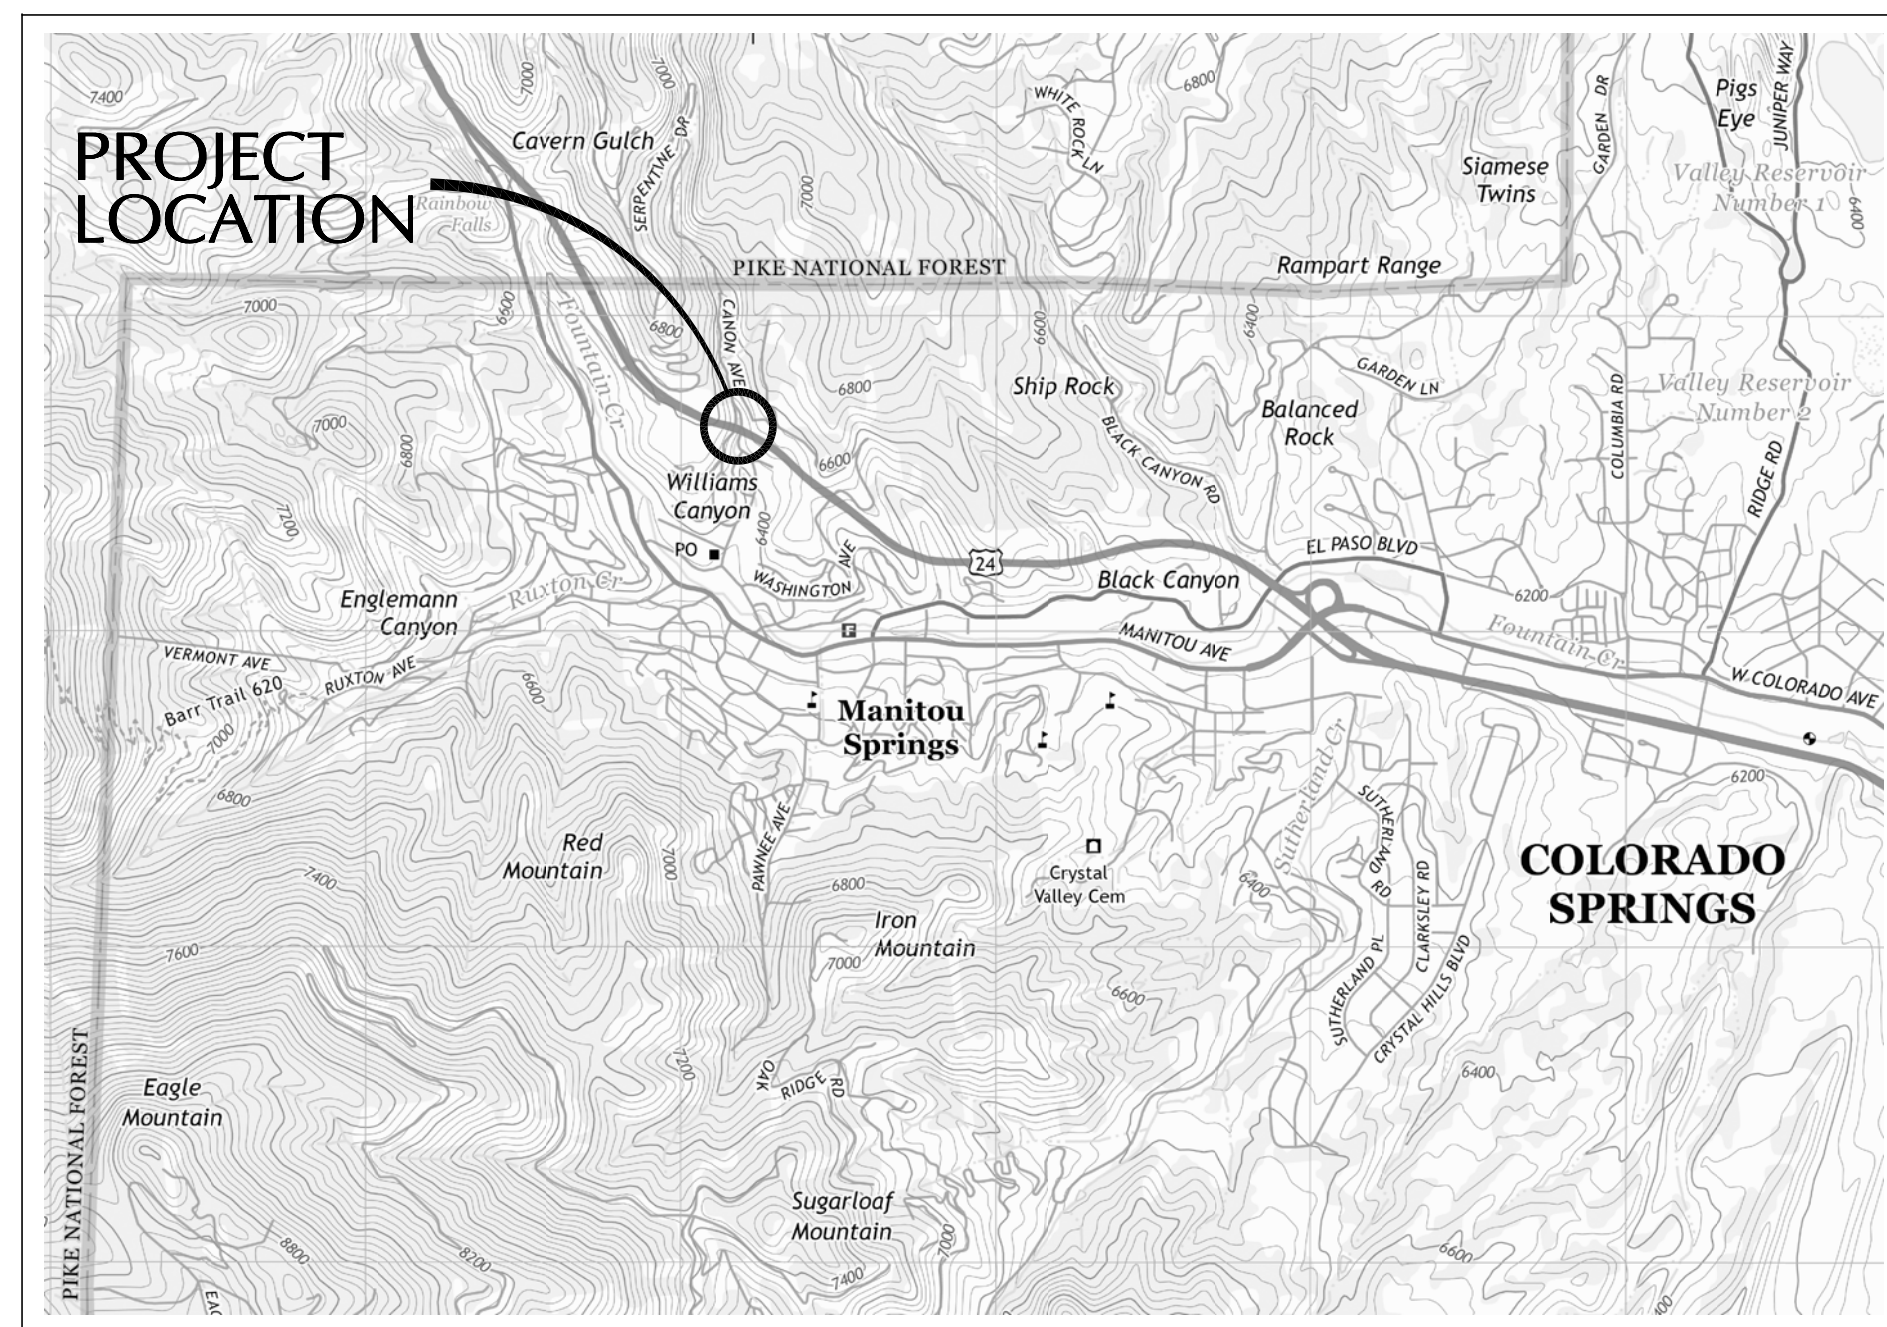 7400
7000
7000
6800
Cavern Gulch
SERPENTINE DR
WHITE ROCK LN
Siamese
Twins
GARDEN DR
Pigs
Eye
JUNIPER WAY
PROJECT
LOCATION
Rainbow
Falls
7000
Valley Reservoir
Number 1
6400
PIKE NATIONAL FOREST
Rampart Range
7000
6600
Fountain Cr
6800
CANON AVE
6600
6400
6800
Ship Rock
GARDEN LN
Balanced
Rock
COLUMBIA RD
Valley Reservoir
Number 2
7000
6800
6600
BLACK CANYON RD
RIDGE RD
Williams
Canyon
7200
6400
PO
WASHINGTON AVE
24
EL PASO BLVD
Black Canyon
Ruxton Cr
Englemann
Canyon
6200
Fountain Cr
F
MANITOU AVE
VERMONT AVE
RUXTON AVE
Barr Trail 620
7000
6600
W COLORADO AVE
Manitou
Springs
Sutherland Cr
6200
6800
PAWNEE AVE
SUTHERLAND RD
Red
Mountain
7000
7400
6800
Crystal
Valley Cem
6400
CLARKSLEY RD
COLORADO
SPRINGS
Iron
Mountain
7000
7600
6600
SUTHERLAND PL
CRYSTAL HILLS BLVD
PIKE NATIONAL FOREST
Eagle
Mountain
7200
OAK RIDGE RD
6400
Sugarloaf
Mountain
7000
7400
8800
8200
6600